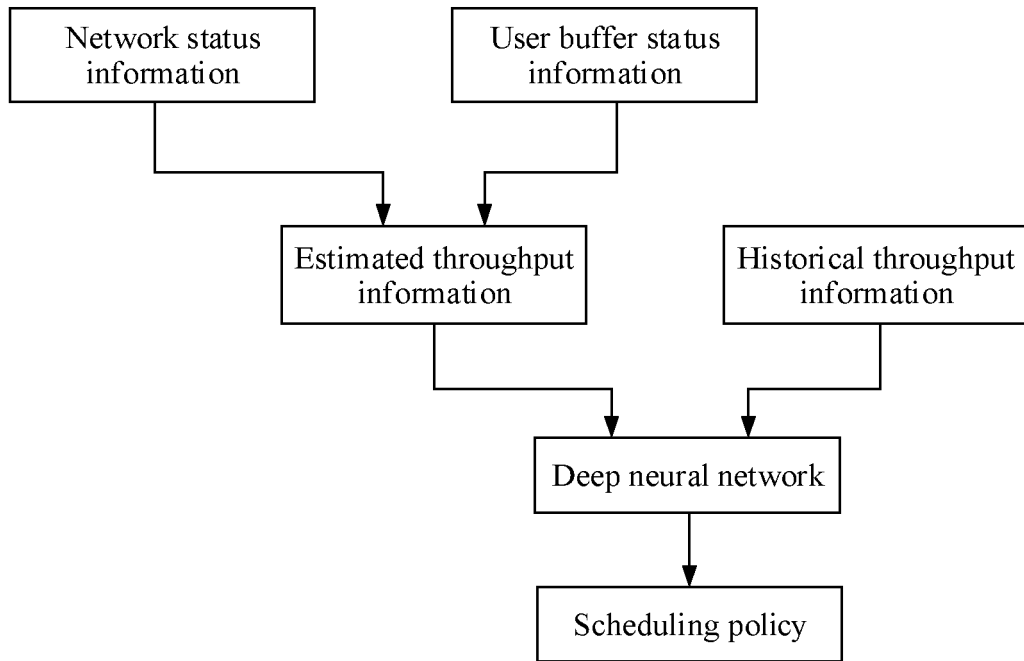 Network status
information
User buffer status
information
Estimated throughput
information
Historical throughput
information
Deep neural network
Scheduling policy